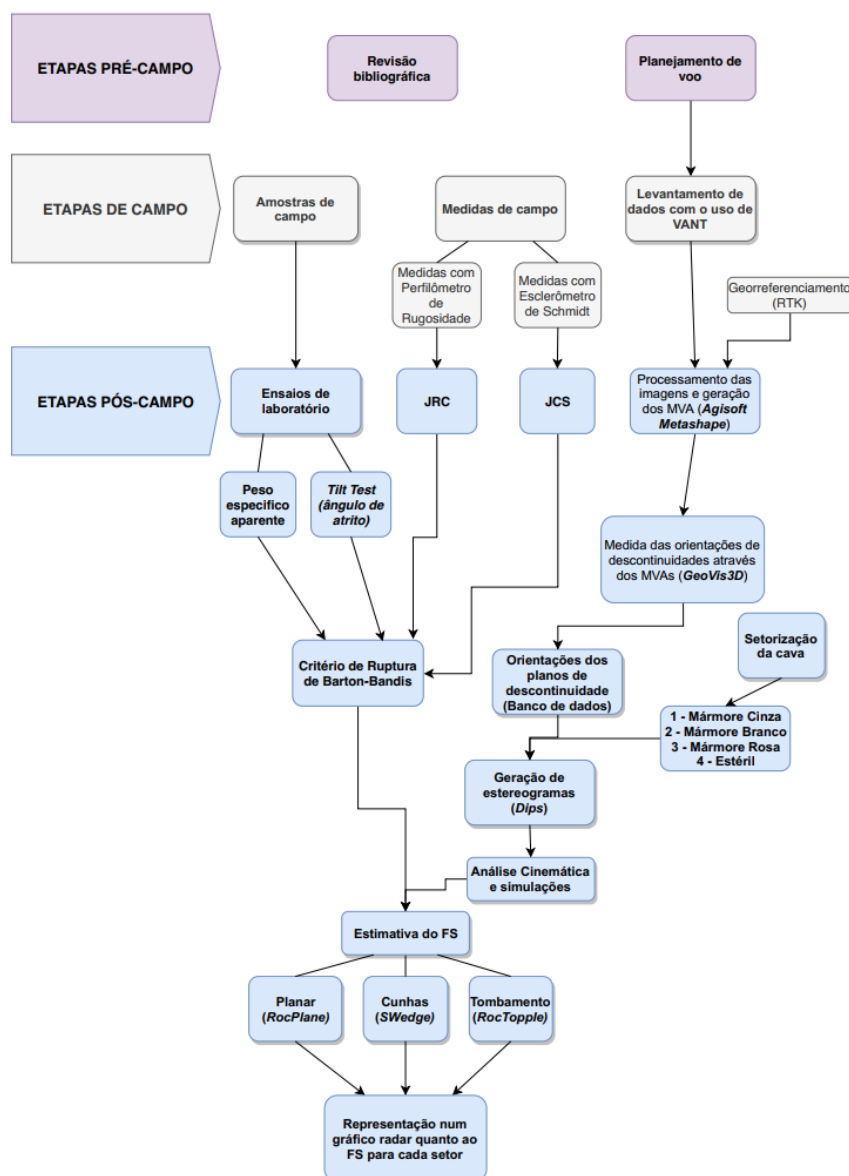 ETAPAS PRÉ-CAMPO
Revisão
bibliográfica
Planejamento de
voo
ETAPAS DE CAMPO
Amostras de
campo
Medidas de campo
Levantamento de
dados com o uso de
VANT
Medidas com
Perfilômetro
de
Rugosidade
Medidas com
Esclerômetro
de Schmidt
Georreferenciamento
(RTK)
ETAPAS PÓS-CAMPO
Ensaios de
laboratório
JRC
JCS
Processamento das
imagens e geração
dos MVA (Agisoft
Metashape)
Peso
especifico
aparente
Tilt Test
(ângulo de
atrito)
Medida das orientações de
descontinuidades através
dos MVAs (GeoVis3D)
Setorização
da cava
Critério de Ruptura
de Barton-Bandis
Orientações dos
planos de
descontinuidade
(Banco de dados)
1 - Mármore Cinza
2 - Mármore Branco
3 - Mármore Rosa
4 - Estéril
Geração de
estereogramas
(Dips)
Análise Cinemática
e simulações
Estimativa do FS
Planar
(RocPlane)
Cunhas
(SWedge)
Tombamento
(RocTopple)
Representação num
gráfico radar quanto ao
FS para cada setor